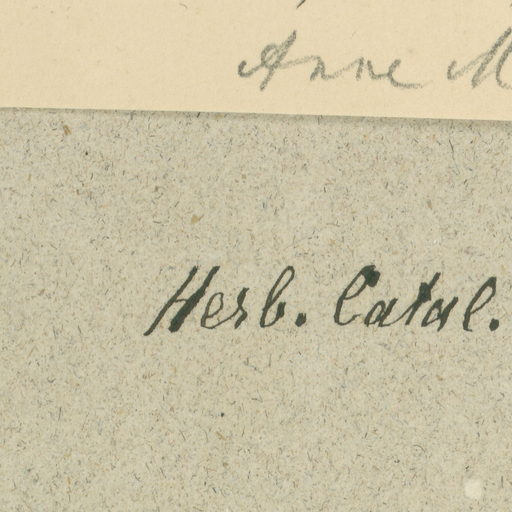 Anne M
Herb. Catal.